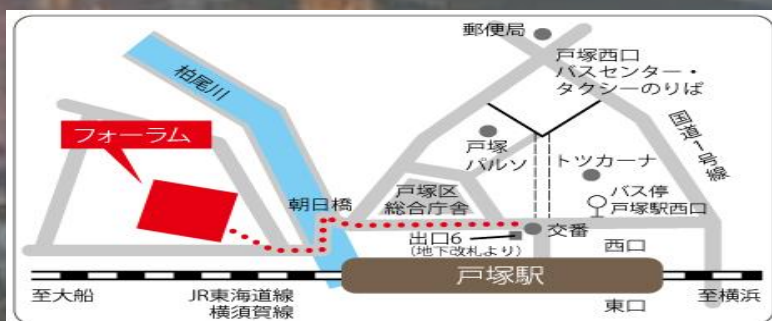 郵便局
戸塚西口
バスセンター・
タクシーのりば
柏尾川
国道1号線
フォーラム
戸塚
パルソ
トツカーナ
戸塚区
総合庁舎
バス停
戸塚駅西口
朝日橋
出口6
(地下改札より)
交番
西口
戸塚駅
至大船
JR東海道線
横須賀線
東口
至横浜